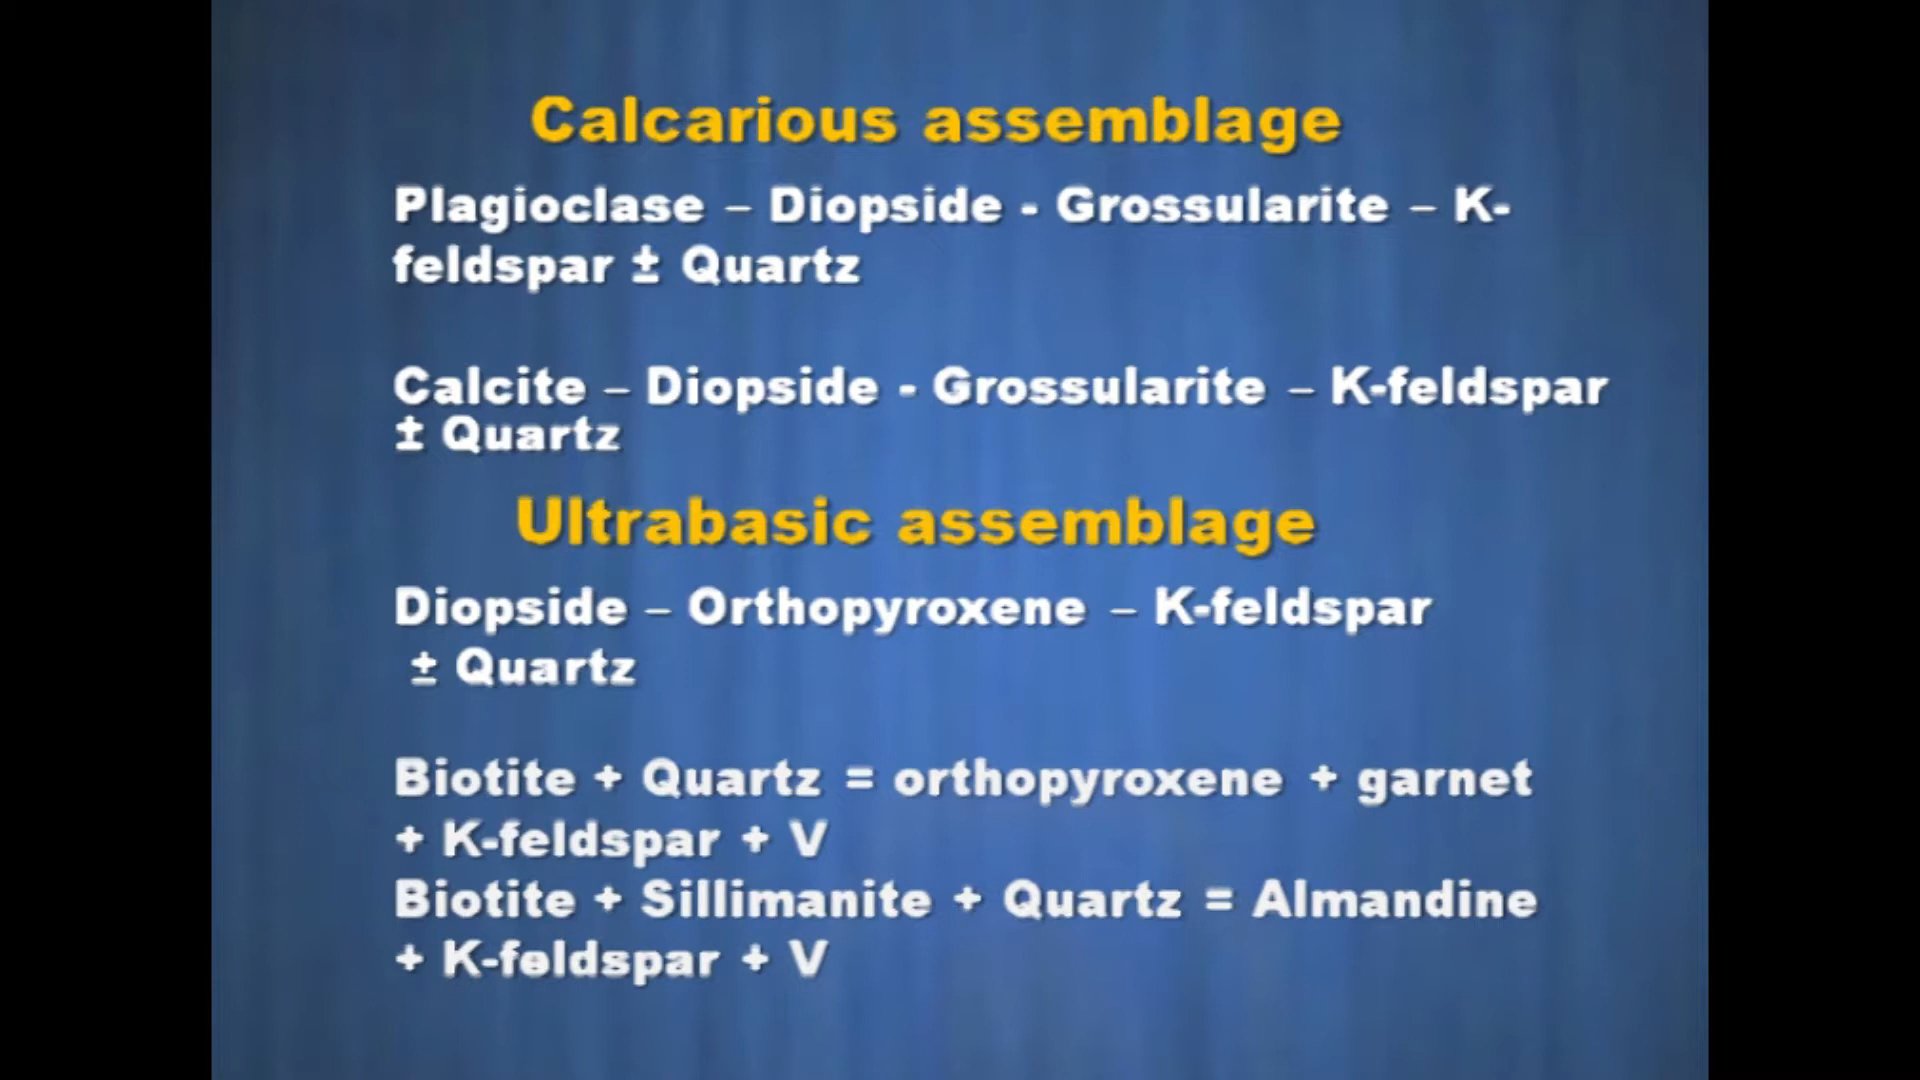 Calcarious assemblage
Plagioclase – Diopside - Grossularite – K-
feldspar ± Quartz
Calcite – Diopside - Grossularite – K-feldspar
± Quartz
Ultrabasic assemblage
Diopside – Orthopyroxene – K-feldspar
± Quartz
Biotite + Quartz = orthopyroxene + garnet
+ K-feldspar + V
Biotite + Sillimanite + Quartz = Almandine
+ K-feldspar + V